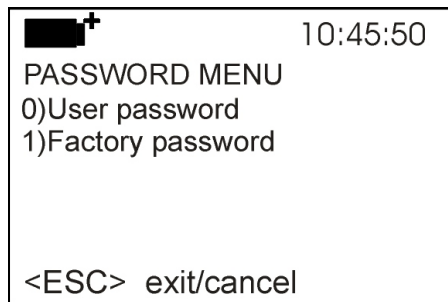 10:45:50
PASSWORD MENU
0)User password
1)Factory password
<ESC> exit/cancel